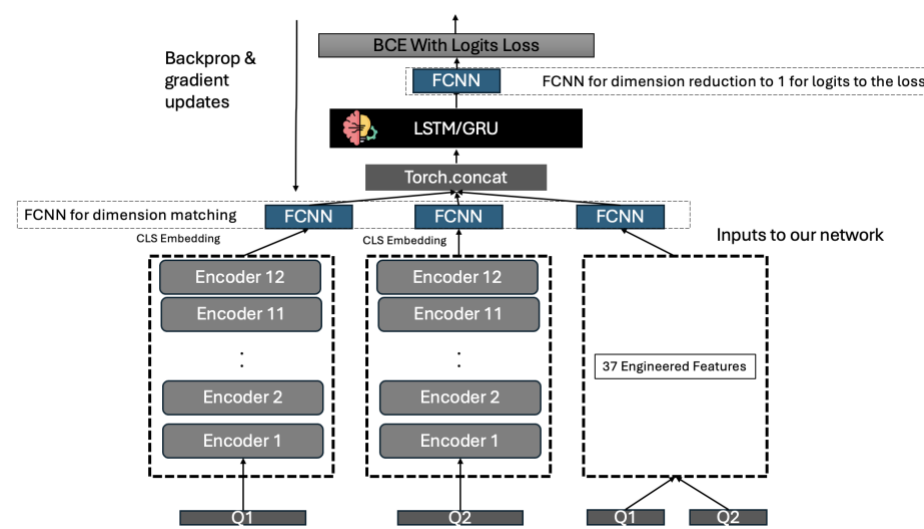 BCE With Logits Loss
Backprop &
gradient
updates
FCNN
FCNN for dimension reduction to 1 for logits to the loss
LSTM/GRU
Torch.concat
FCNN for dimension matching
FCNN
FCNN
FCNN
CLS Embedding
CLS Embedding
Inputs to our network
Encoder 12
Encoder 11
:
Encoder 2
Encoder 1
Encoder 12
Encoder 11
:
Encoder 2
Encoder 1
37 Engineered Features
Q1
Q2
Q1
Q2